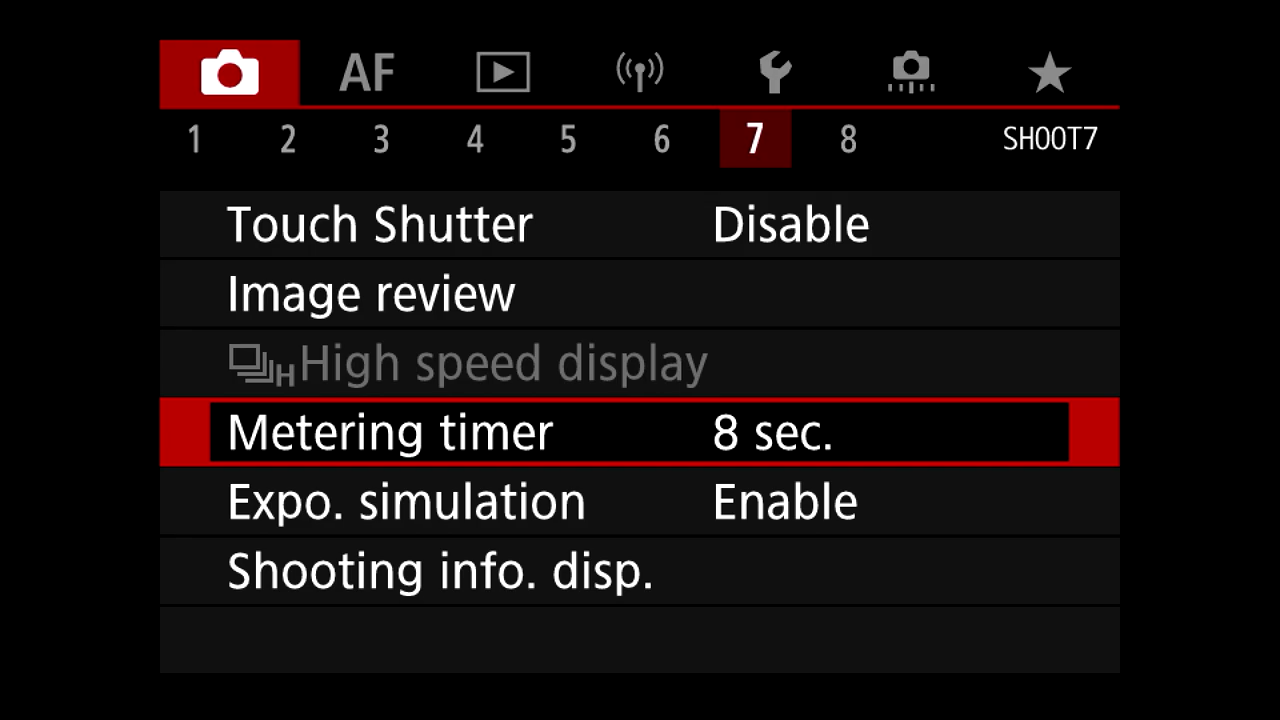 AF
1 2 3 4 5 6 7 8 SHOOT7
Touch Shutter Disable
Image review
H High speed display
Metering timer 8 sec.
Expo. simulation Enable
Shooting info. disp.